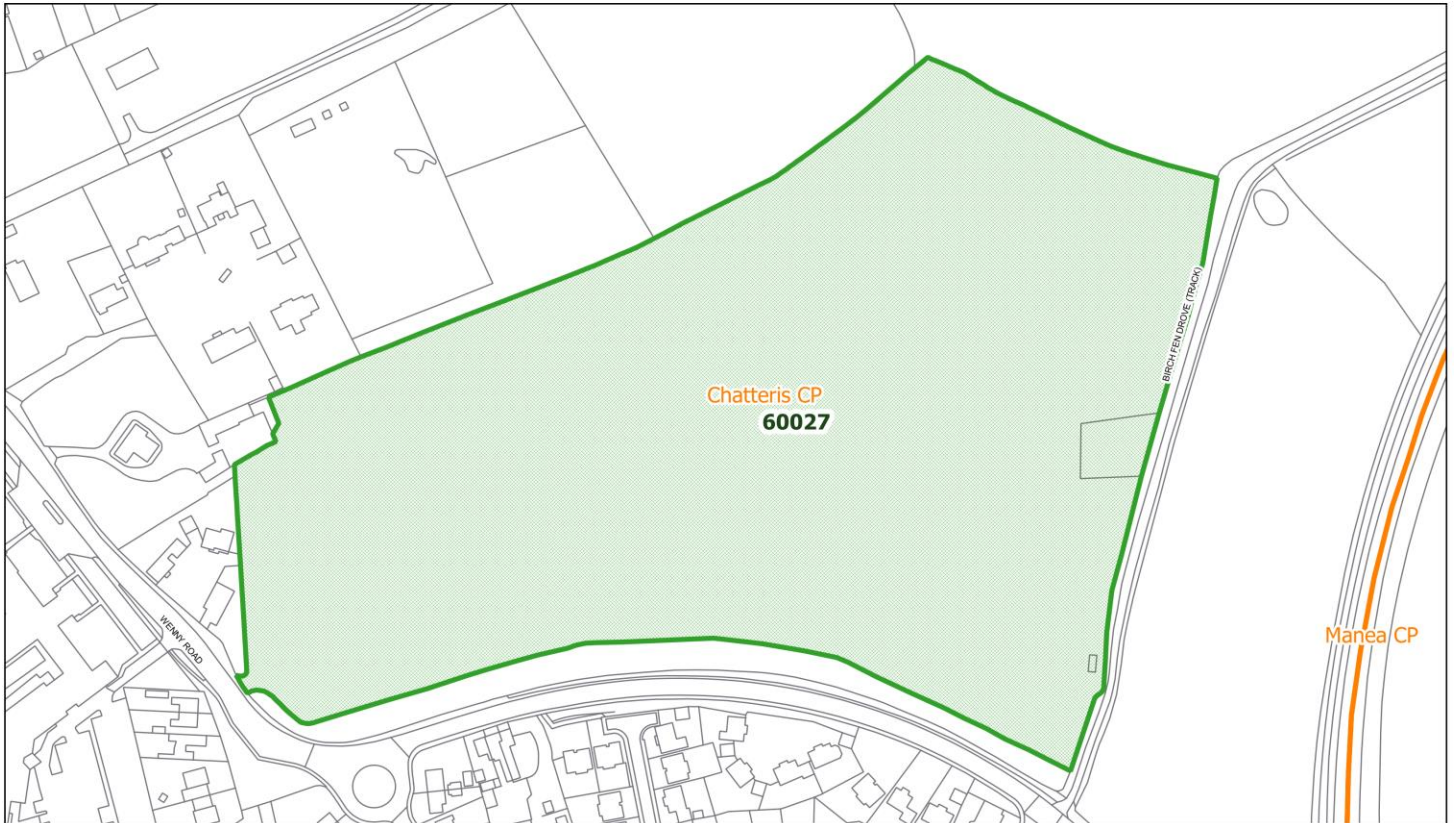 BIRCH FEN DROVE (TRACK)
Chatteris CP
60027
WENNY ROAD
Manea CP